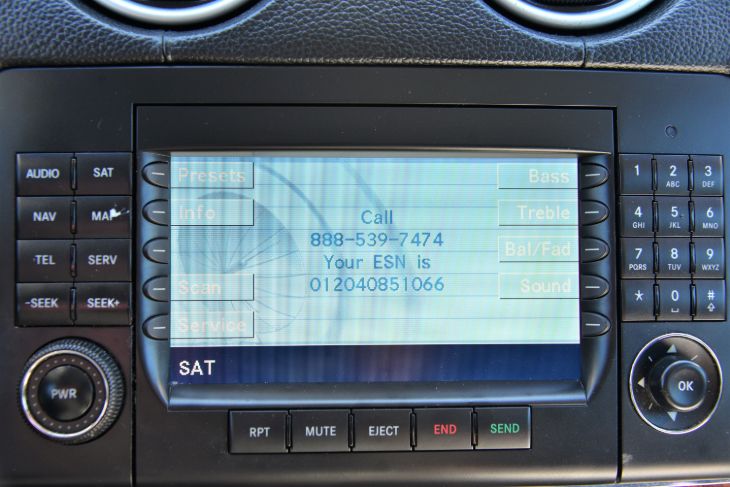 AUDIO SAT
NAV MAP
TEL SERV
-SEEK SEEK+
PWR
Presets
Info
Scan
Service
Call
888-539-7474
Your ESN is
012040851066
Bass
Treble
Bal/Fad
Sound
SAT
RPT MUTE EJECT END SEND
1 2 3
ABC DEF
4 5 6
GHI JKL MNO
7 8 9
PQRS TUV WXYZ
* 0 #
OK